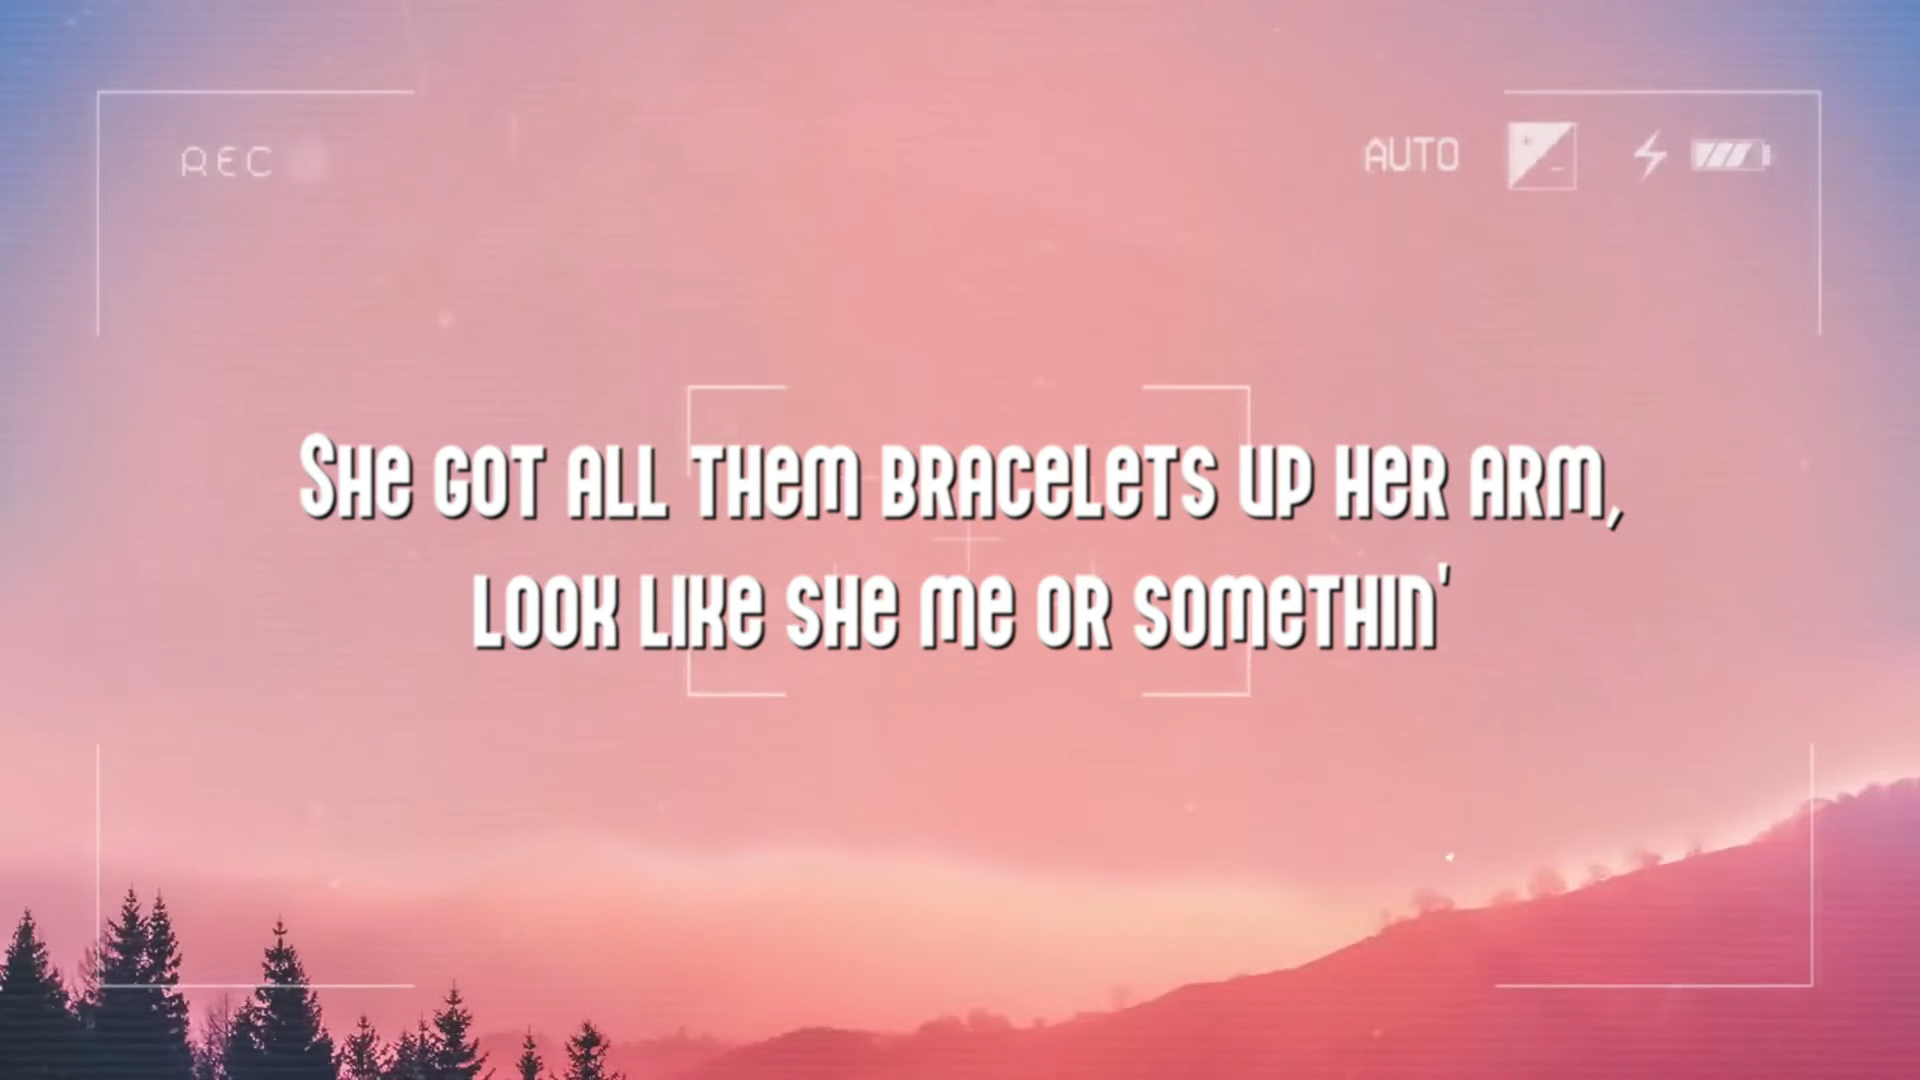 REC
AUTO
She got all them bracelets up her arm,
look like she me or somethin'